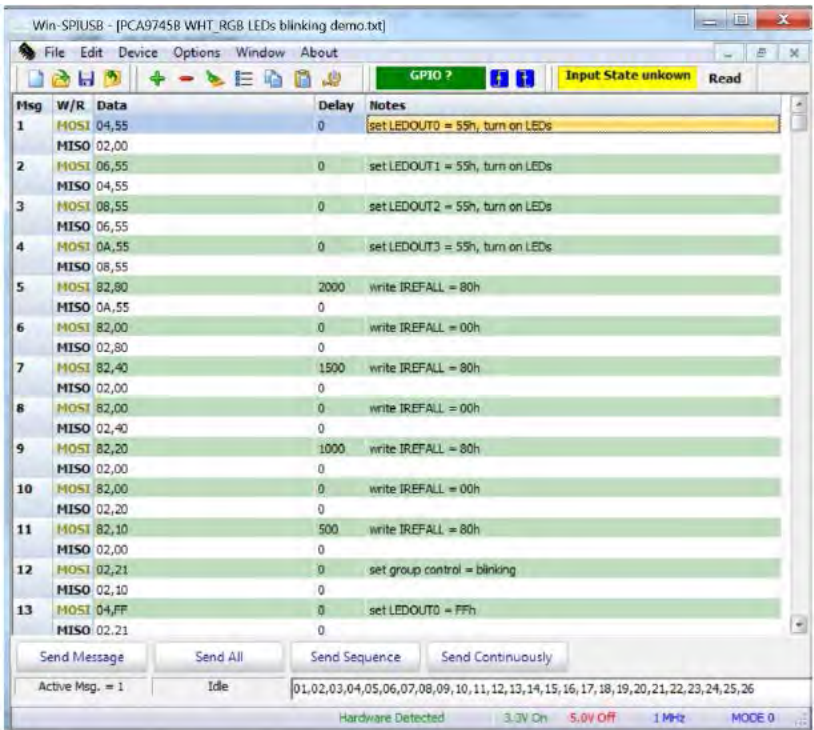 Win-SPIUSB - [PCA9745B WHT_RGB LEDs blinking demo.txt]
File Edit Device Options Window About
GPIO ? Input State unkown Read
Msg W/R Data Delay Notes
1 MOSI 04,55 0 set LEDOUT0 = 55h, turn on LEDs
MISO 02,00
2 MOSI 06,55 0 set LEDOUT1 = 55h, turn on LEDs
MISO 04,55
3 MOSI 08,55 0 set LEDOUT2 = 55h, turn on LEDs
MISO 06,55
4 MOSI 0A,55 0 set LEDOUT3 = 55h, turn on LEDs
MISO 08,55
5 MOSI 82,80 2000 write IREFALL = 80h
MISO 0A,55 0
6 MOSI 82,00 0 write IREFALL = 00h
MISO 02,80 0
7 MOSI 82,40 1500 write IREFALL = 80h
MISO 02,00 0
8 MOSI 82,00 0 write IREFALL = 00h
MISO 02,40 0
9 MOSI 82,20 1000 write IREFALL = 80h
MISO 02,00 0
10 MOSI 82,00 0 write IREFALL = 00h
MISO 02,20 0
11 MOSI 82,10 500 write IREFALL = 80h
MISO 02,00 0
12 MOSI 02,21 0 set group control = blinking
MISO 02,10 0
13 MOSI 04,FF 0 set LEDOUT0 = FFh
MISO 02.21 0
Send Message Send All Send Sequence Send Continuously
Active Msg. = 1 Idle 01,02,03,04,05,06,07,08,09,10,11,12,13,14,15,16,17,18,19,20,21,22,23,24,25,26
Hardware Detected 3.3V On 5.0V Off 1 MHz MODE 0